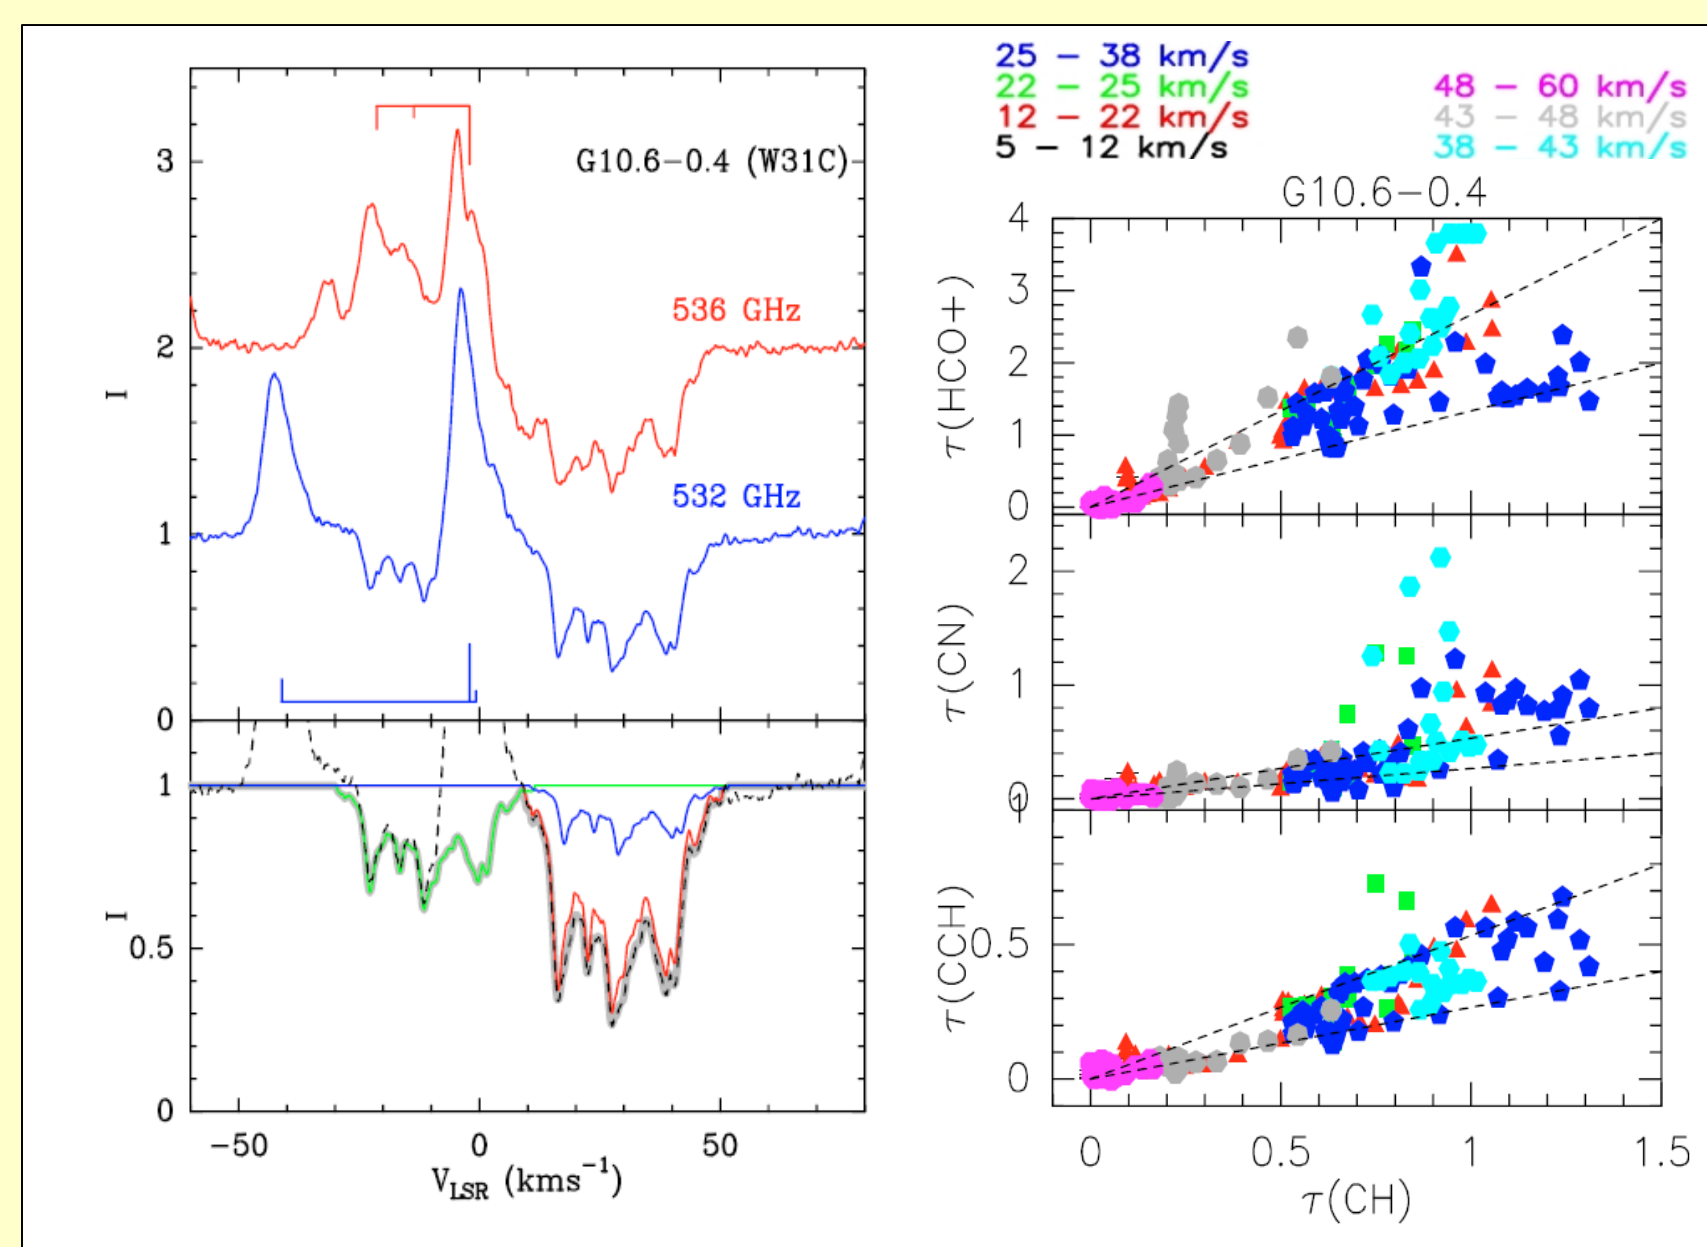 G10.6−0.4 (W31C)
536 GHz
532 GHz
I
3
2
1
0
I
1
0.5
0
−50 0 50
V_LSR (kms⁻¹)
25 − 38 km/s
22 − 25 km/s
12 − 22 km/s
5 − 12 km/s
48 − 60 km/s
43 − 48 km/s
38 − 43 km/s
G10.6−0.4
τ(HCO+)
4
3
2
1
0
τ(CN)
2
1
0
τ(CCH)
1
0.5
0
0 0.5 1 1.5
τ(CH)